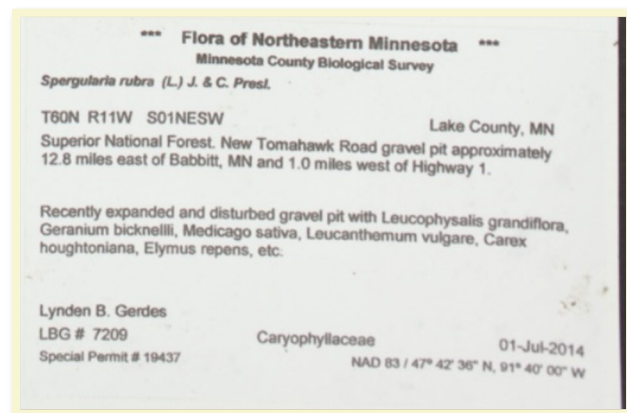 *** Flora of Northeastern Minnesota ***
Minnesota County Biological Survey
Spergularia rubra (L.) J. & C. Presl.
T60N R11W S01NESW Lake County, MN
Superior National Forest. New Tomahawk Road gravel pit approximately
12.8 miles east of Babbitt, MN and 1.0 miles west of Highway 1.
Recently expanded and disturbed gravel pit with Leucophysalis grandiflora,
Geranium bicknellli, Medicago sativa, Leucanthemum vulgare, Carex
houghtoniana, Elymus repens, etc.
Lynden B. Gerdes
LBG # 7209 Caryophyllaceae 01-Jul-2014
Special Permit # 19437 NAD 83 / 47° 42' 36" N, 91° 40' 00" W